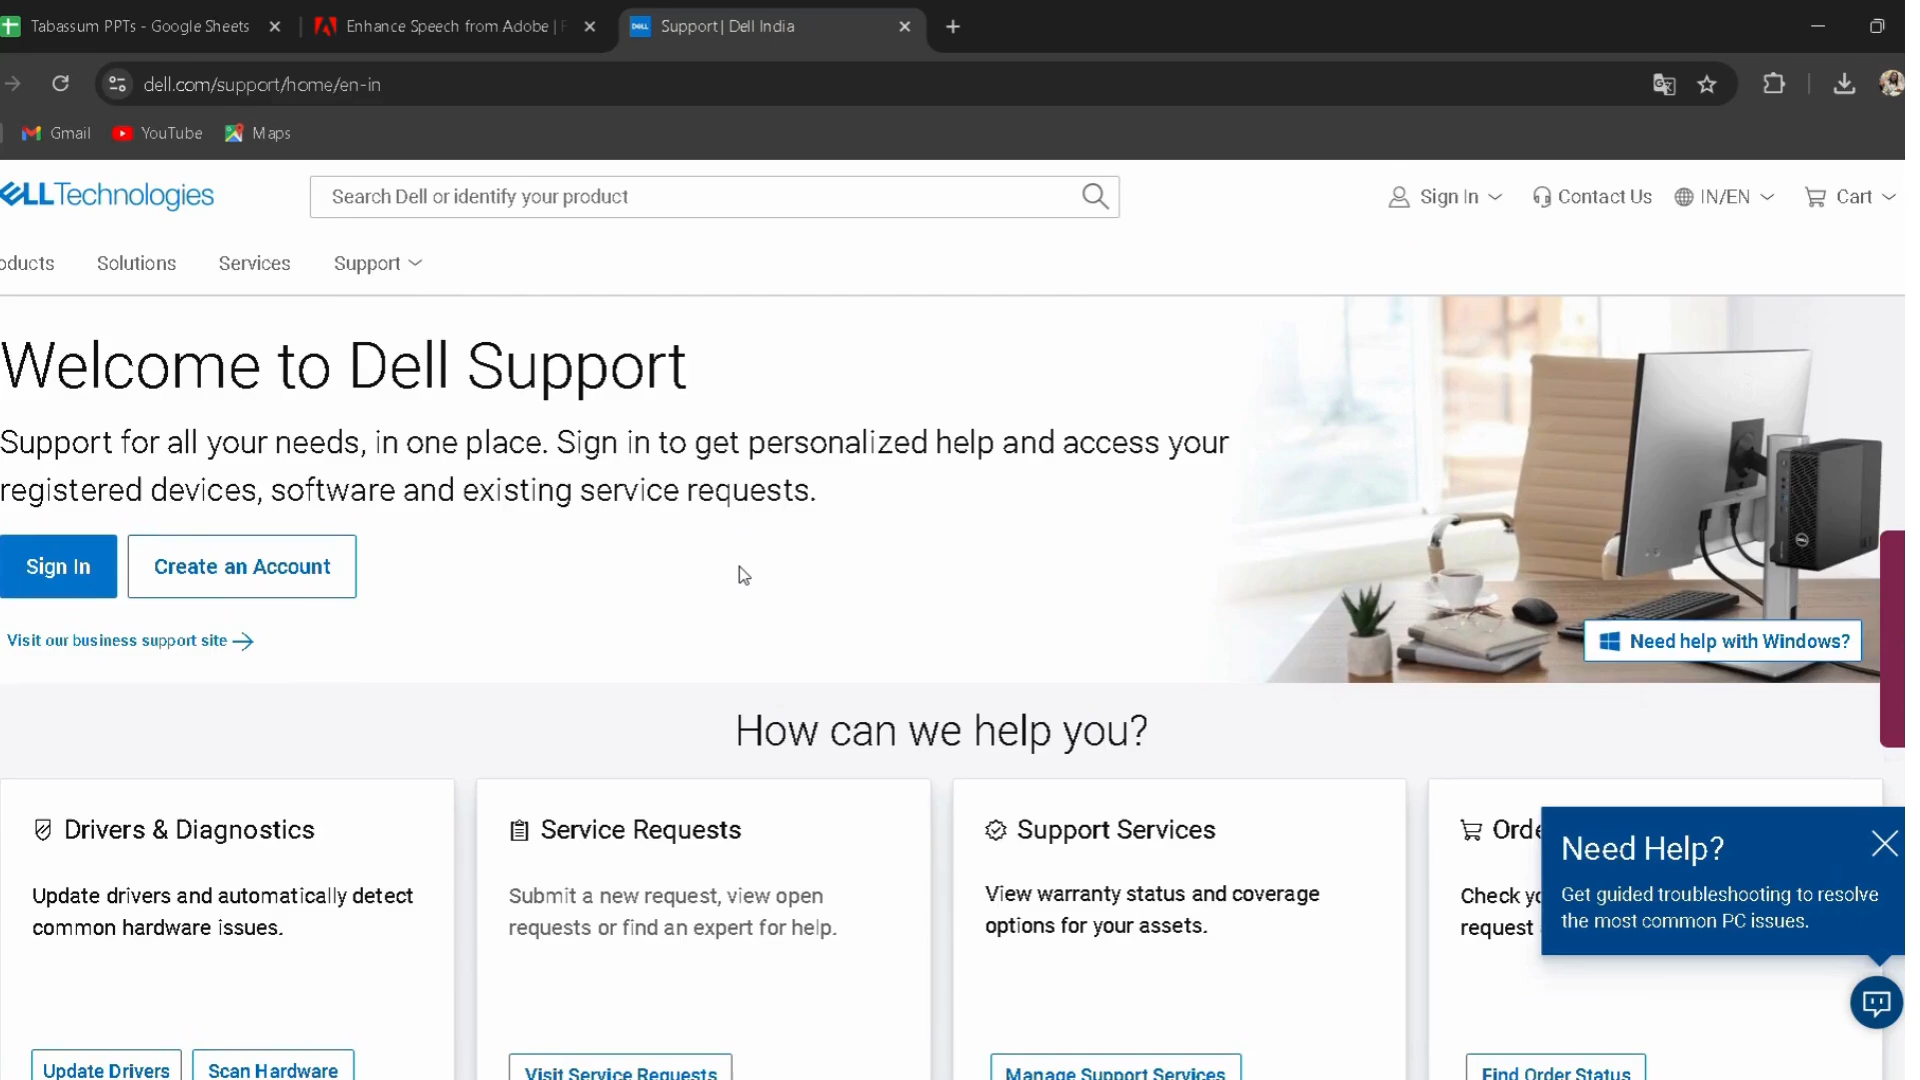 Tabassum PPTs - Google Sheets
Enhance Speech from Adobe |
Support | Dell India
dell.com/support/home/en-in
Gmail
YouTube
Maps
DELL Technologies
Search Dell or identify your product
Sign In
Contact Us
IN/EN
Cart
oducts
Solutions
Services
Support
Welcome to Dell Support
Support for all your needs, in one place. Sign in to get personalized help and access your
registered devices, software and existing service requests.
Sign In
Create an Account
Visit our business support site
Need help with Windows?
How can we help you?
Drivers & Diagnostics
Update drivers and automatically detect
common hardware issues.
Update Drivers
Scan Hardware
Service Requests
Submit a new request, view open
requests or find an expert for help.
Visit Service Requests
Support Services
View warranty status and coverage
options for your assets.
Manage Support Services
Orde
Check yo
request
Find Order Status
Need Help?
Get guided troubleshooting to resolve
the most common PC issues.